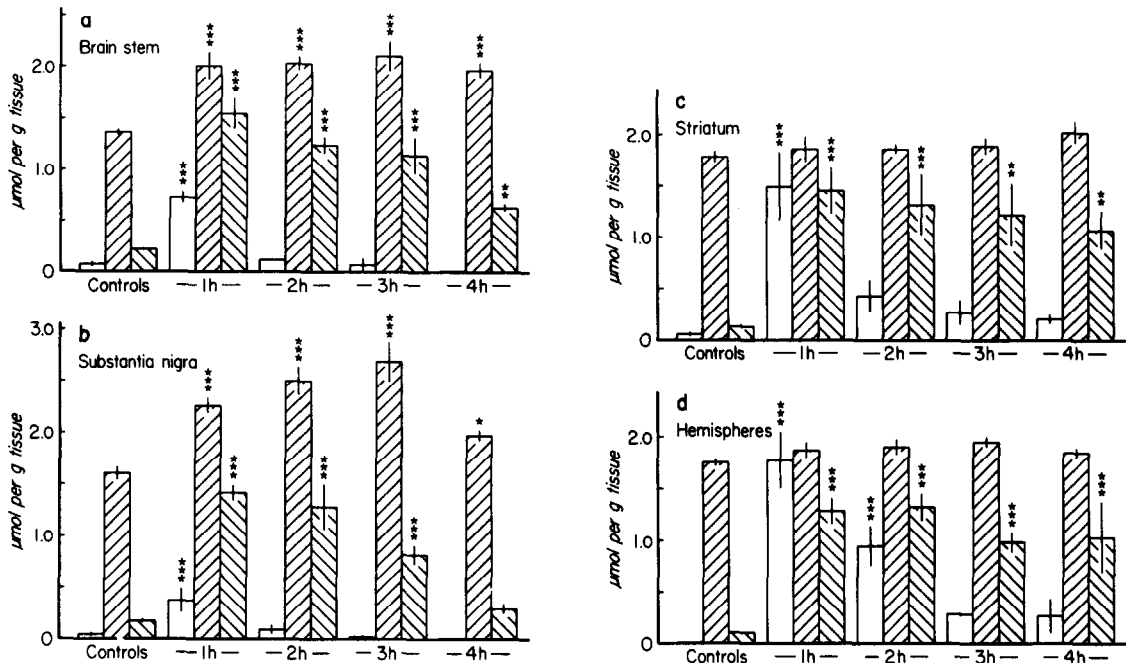 a
Brain stem
***
***
***
***
***
***
***
***
**
μmol per g tissue
2.0
1.0
0
Controls
— 1h —
— 2h —
— 3h —
— 4h —
b
Substantia nigra
***
***
***
***
***
***
***
*
μmol per g tissue
3.0
2.0
1.0
0
Controls
— 1h —
— 2h —
— 3h —
— 4h —
c
Striatum
***
***
***
**
**
μmol per g tissue
2.0
1.0
0
Controls
— 1h —
— 2h —
— 3h —
— 4h —
d
Hemispheres
***
***
***
***
***
***
μmol per g tissue
2.0
1.0
0
Controls
— 1h —
— 2h —
— 3h —
— 4h —